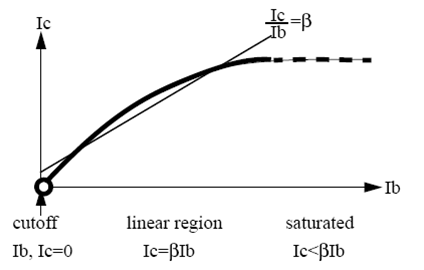 Ic
Ic
Ib =β
Ib
cutoff linear region saturated
Ib, Ic=0 Ic=βIb Ic<βIb